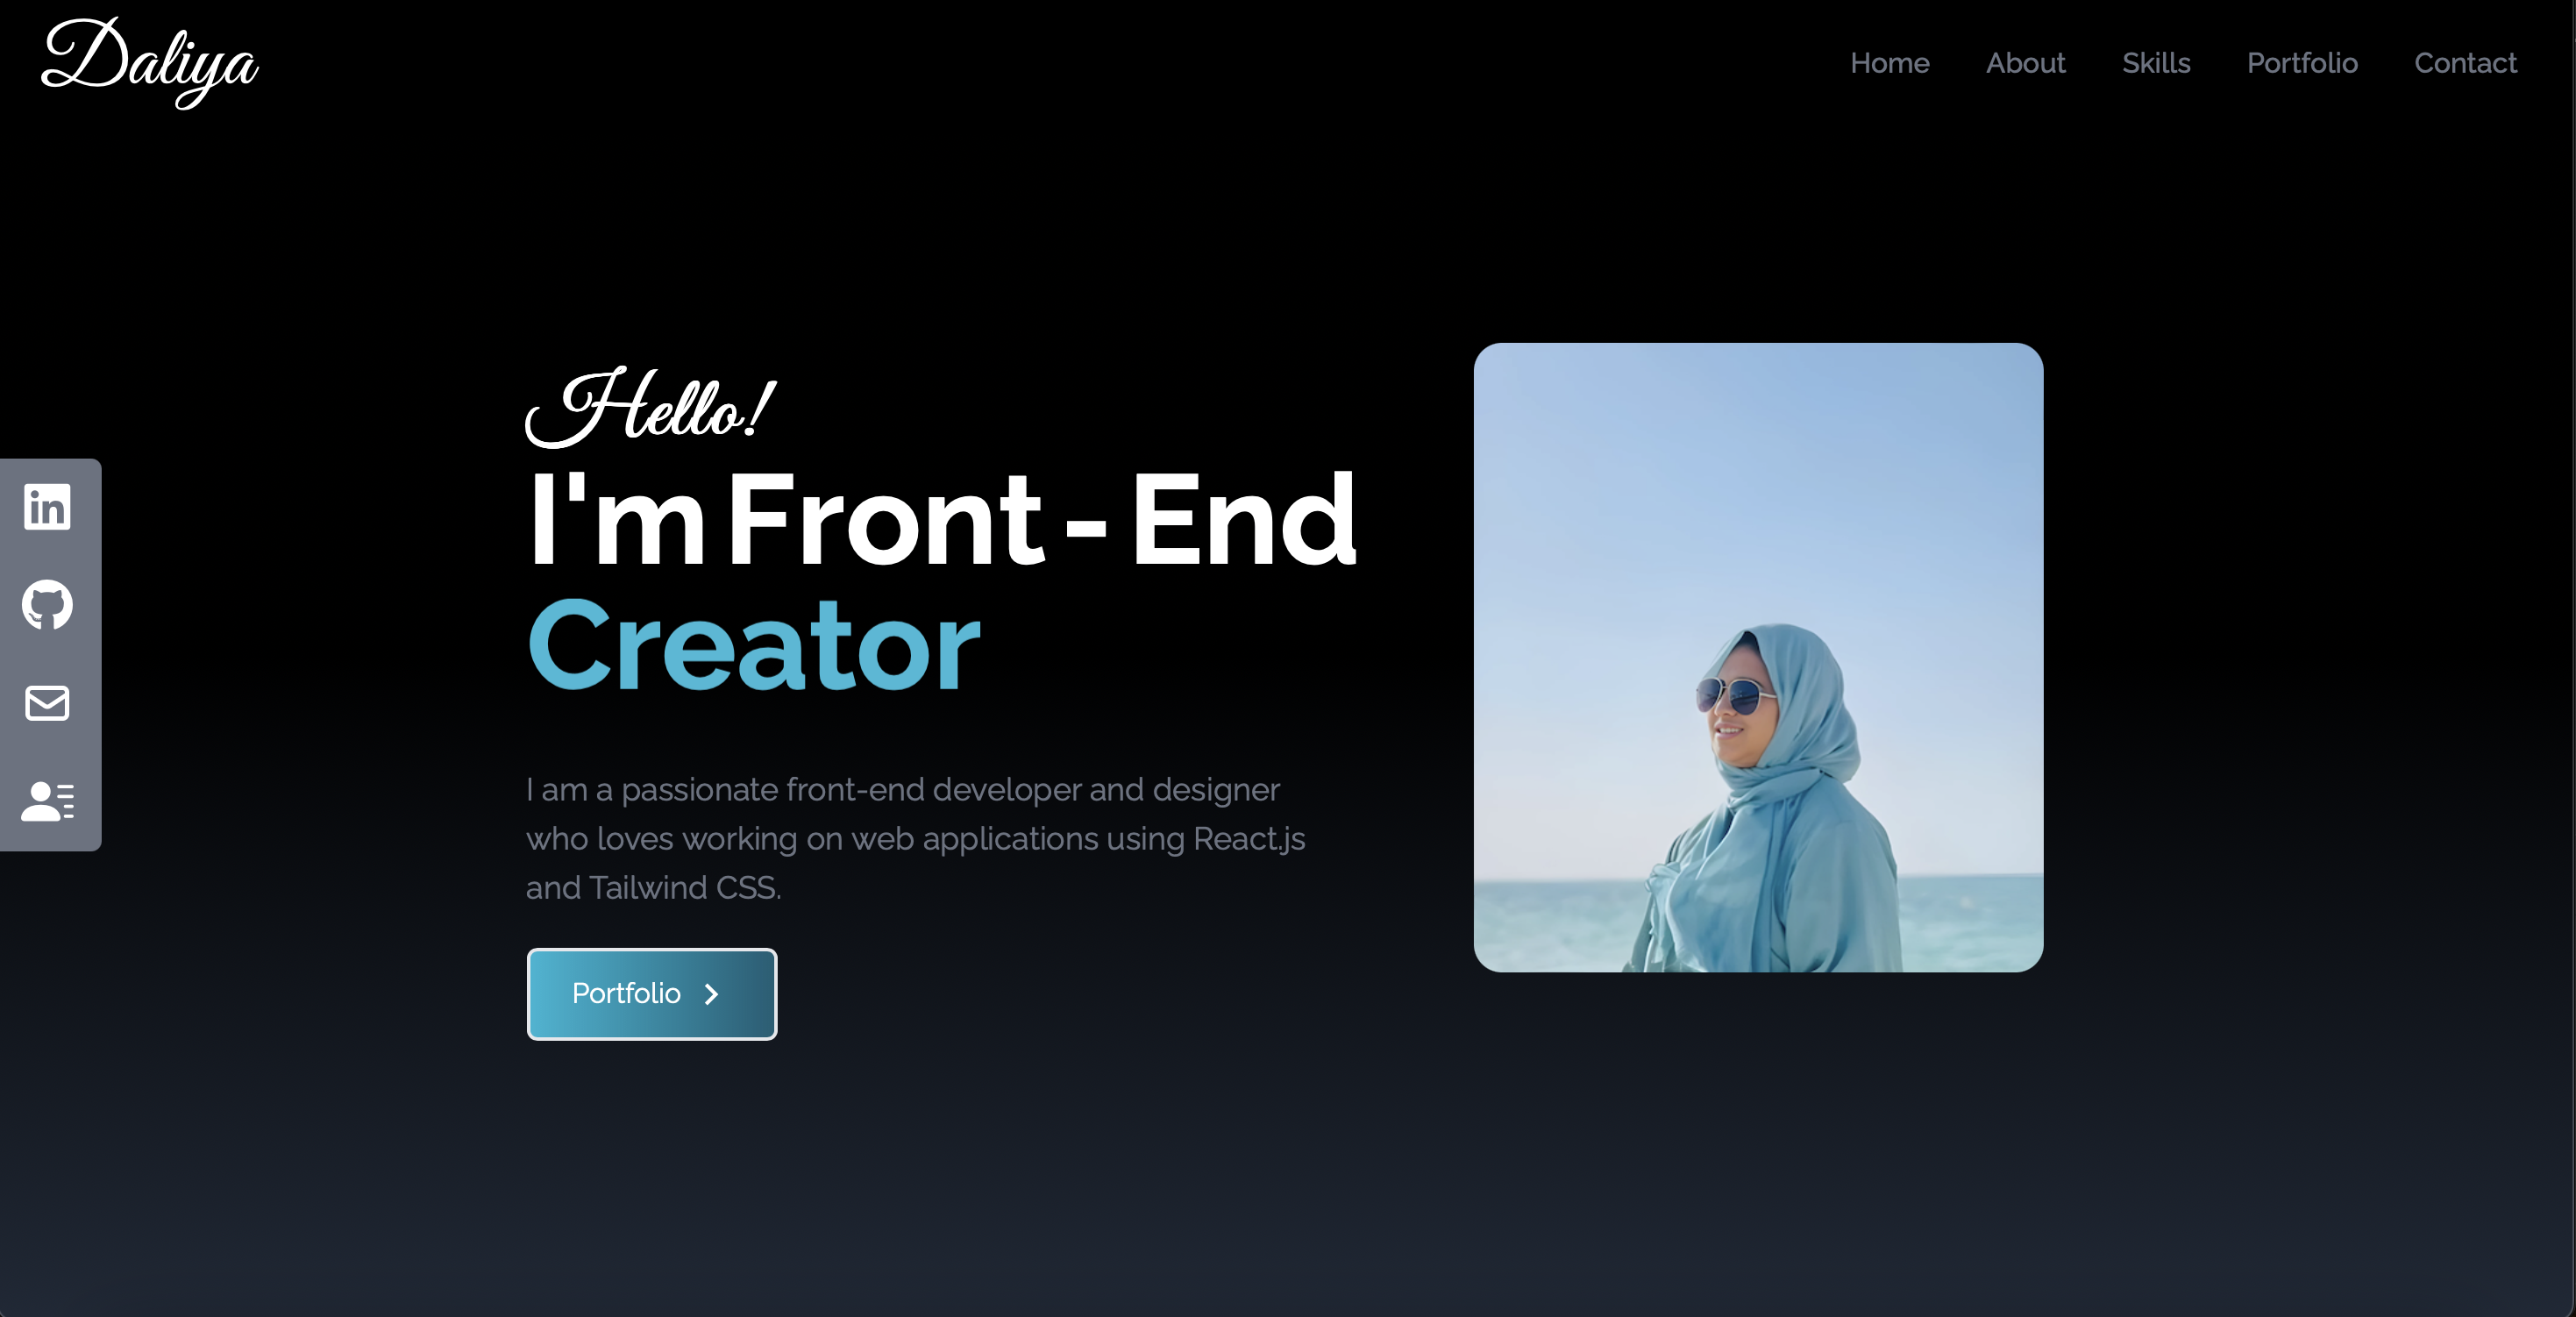 Daliya
Home About Skills Portfolio Contact
Hello!
I'm Front - End
Creator
in
I am a passionate front-end developer and designer
who loves working on web applications using React.js
and Tailwind CSS.
Portfolio